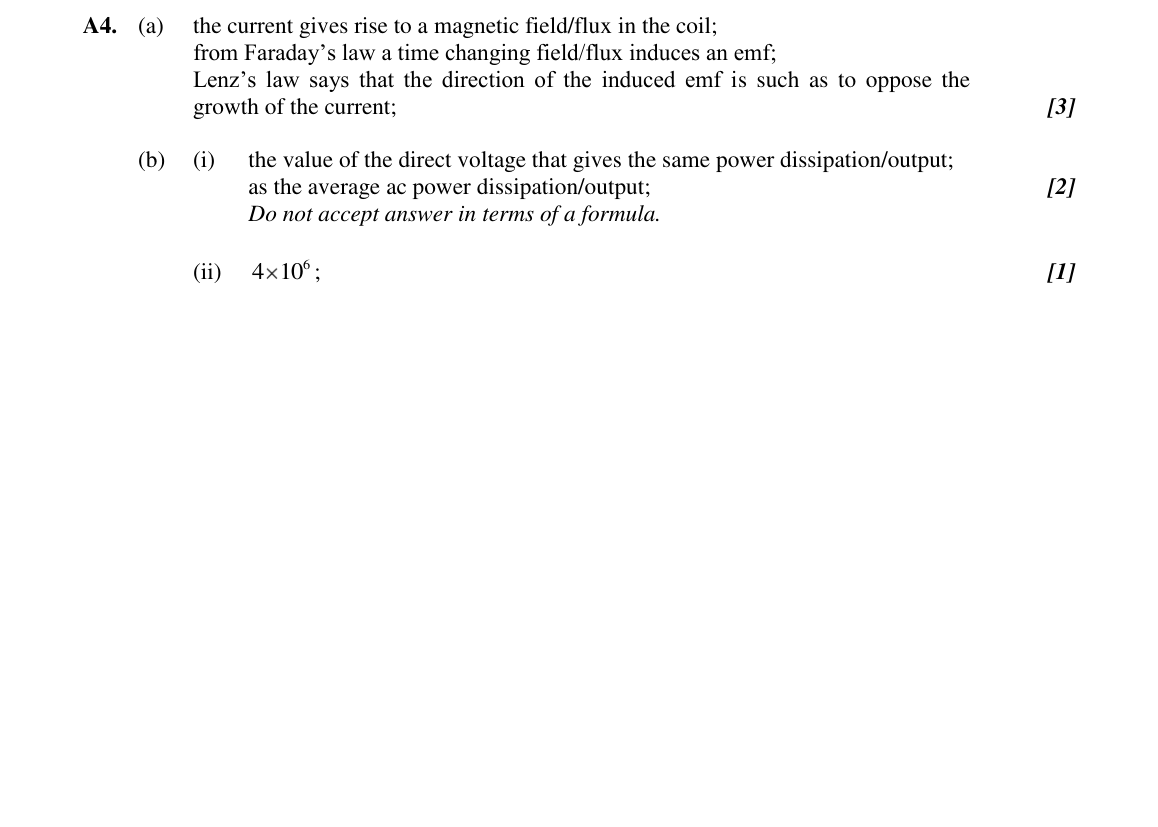 A4. (a) the current gives rise to a magnetic field/flux in the coil;
from Faraday’s law a time changing field/flux induces an emf;
Lenz’s law says that the direction of the induced emf is such as to oppose the
growth of the current; [3]
(b) (i) the value of the direct voltage that gives the same power dissipation/output;
as the average ac power dissipation/output; [2]
Do not accept answer in terms of a formula.
(ii) 4×10⁶ ; [1]